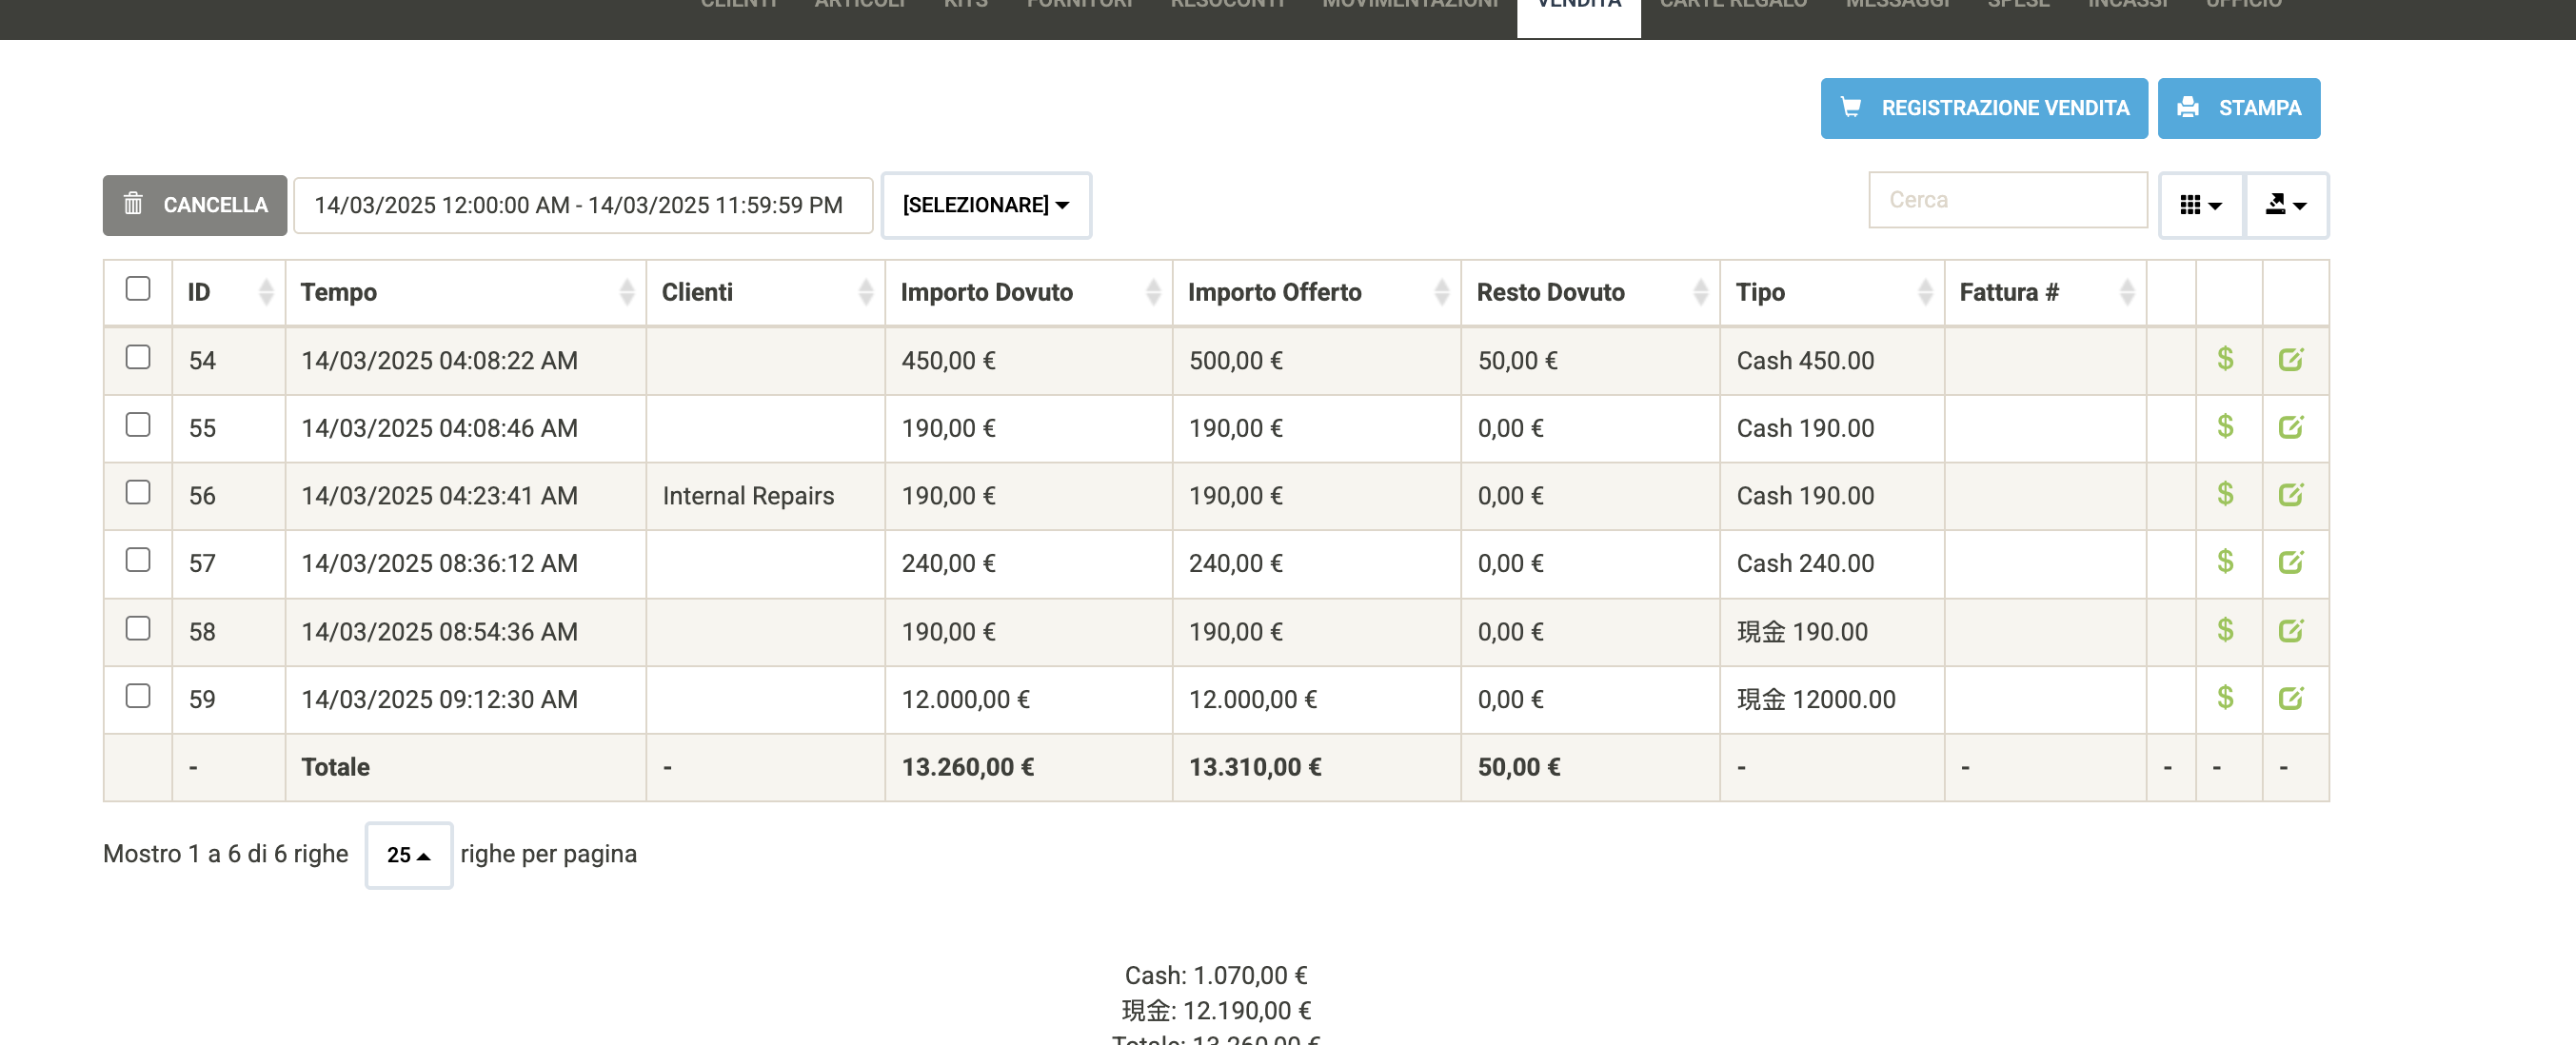 CLIENTI ARTICOLI KITS FORNITORI RESOCONTI MOVIMENTAZIONI VENDITA CARTE REGALO MESSAGGI SPESE INCASSI UFFICIO
REGISTRAZIONE VENDITA STAMPA
CANCELLA 14/03/2025 12:00:00 AM - 14/03/2025 11:59:59 PM [SELEZIONARE] Cerca
ID Tempo Clienti Importo Dovuto Importo Offerto Resto Dovuto Tipo Fattura #
54 14/03/2025 04:08:22 AM 450,00 € 500,00 € 50,00 € Cash 450.00 $
55 14/03/2025 04:08:46 AM 190,00 € 190,00 € 0,00 € Cash 190.00 $
56 14/03/2025 04:23:41 AM Internal Repairs 190,00 € 190,00 € 0,00 € Cash 190.00 $
57 14/03/2025 08:36:12 AM 240,00 € 240,00 € 0,00 € Cash 240.00 $
58 14/03/2025 08:54:36 AM 190,00 € 190,00 € 0,00 € 現金 190.00 $
59 14/03/2025 09:12:30 AM 12.000,00 € 12.000,00 € 0,00 € 現金 12000.00 $
- Totale - 13.260,00 € 13.310,00 € 50,00 € - - - - -
Mostro 1 a 6 di 6 righe 25 righe per pagina
Cash: 1.070,00 €
現金: 12.190,00 €
Totale: 13.260,00 €